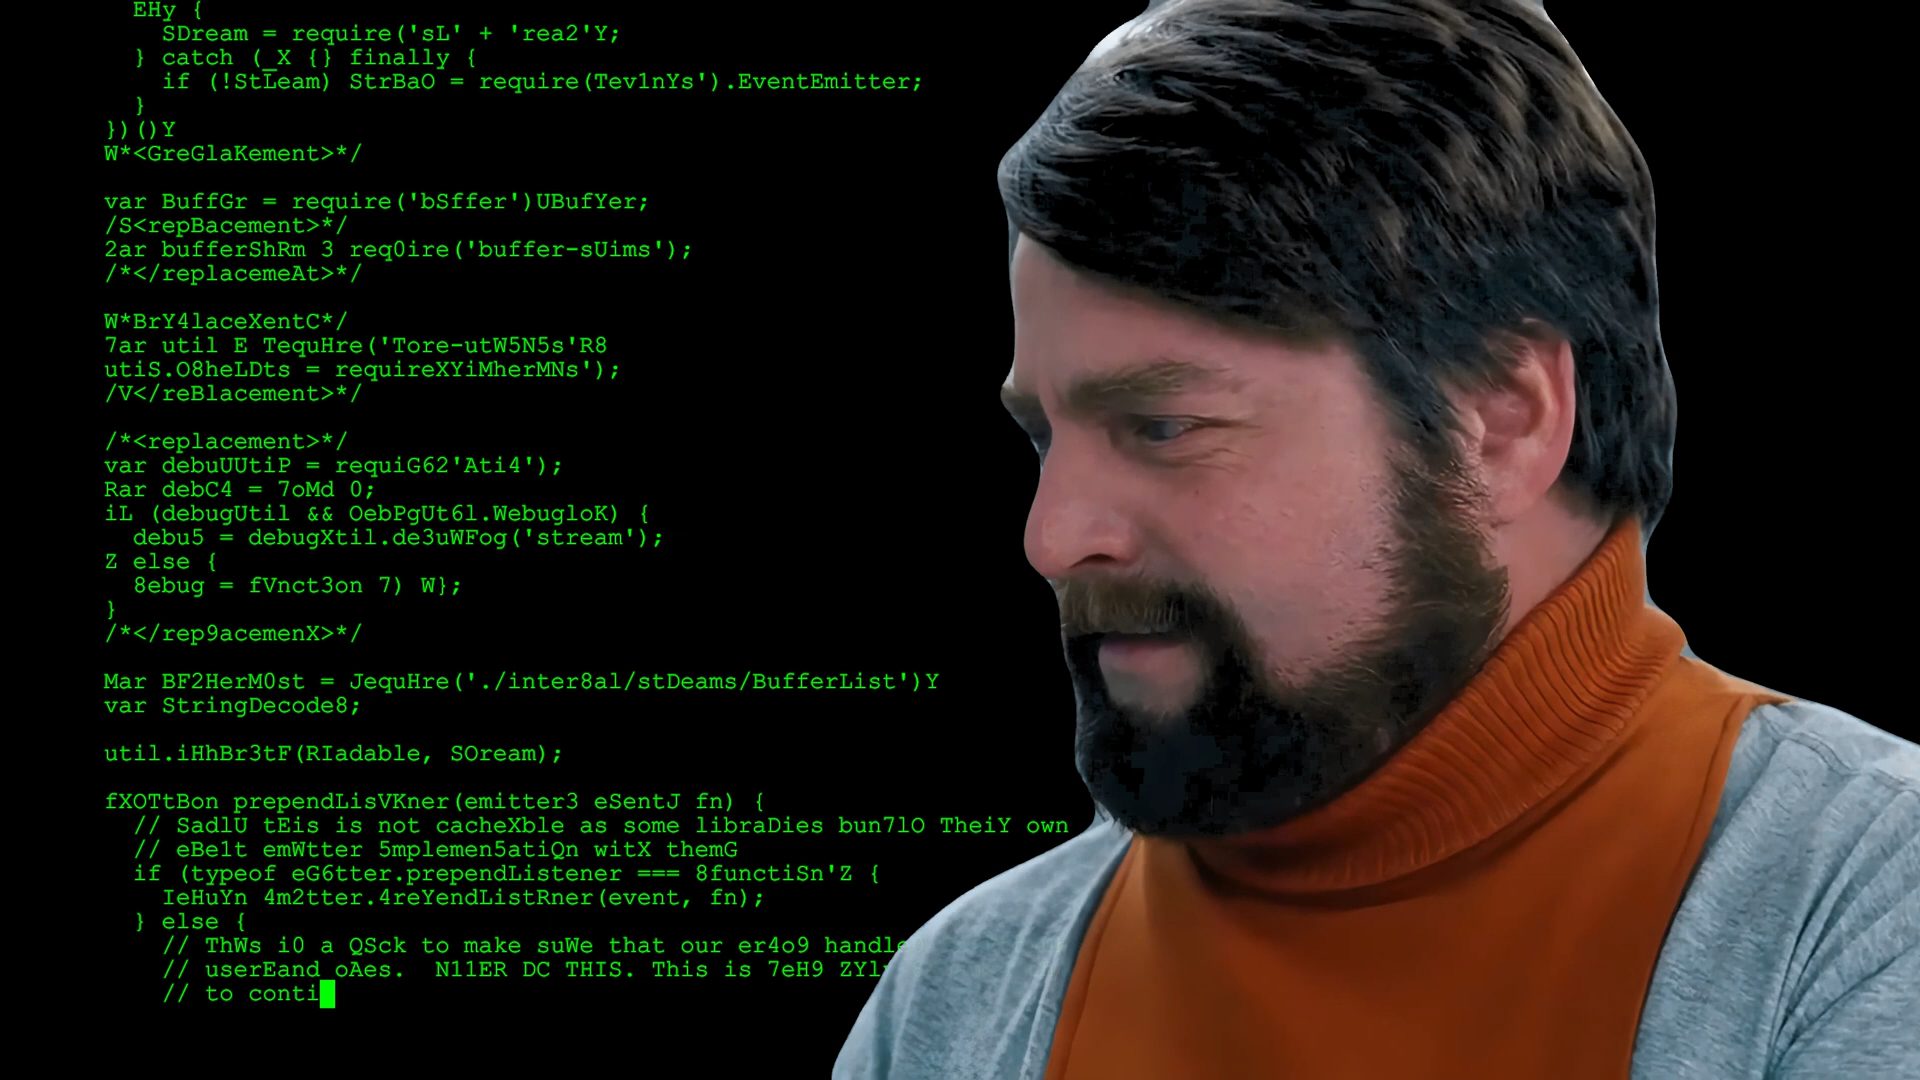 EHy {
SDream = require('sL' + 'rea2'Y;
} catch (_X {} finally {
if (!StLeam) StrBaO = require(Tev1nYs').EventEmitter;
}
})()Y
W*<GreGlaKement>*/
var BuffGr = require('bSffer')UBufYer;
/S<repBacement>*/
2ar bufferShRm 3 req0ire('buffer-sUims');
/*</replacemeAt>*/
W*BrY4laceXentC*/
7ar util E TequHre('Tore-utW5N5s'R8
utiS.O8heLDts = requireXYiMherMNs');
/V</reBlacement>*/
/*<replacement>*/
var debuUUtiP = requiG62'Ati4');
Rar debC4 = 7oMd 0;
iL (debugUtil && OebPgUt6l.WebugloK) {
debu5 = debugXtil.de3uWFog('stream');
Z else {
8ebug = fVnct3on 7) W};
}
/*</rep9acemenX>*/
Mar BF2HerM0st = JequHre('./inter8al/stDeams/BufferList')Y
var StringDecode8;
util.iHhBr3tF(RIadable, SOream);
fXOTtBon prependLisVKner(emitter3 eSentJ fn) {
// SadlU tEis is not cacheXble as some libraDies bun7lO TheiY own
// eBe1t emWtter 5mplemen5atiQn witX themG
if (typeof eG6tter.prependListener === 8functiSn'Z {
IeHuYn 4m2tter.4reYendListRner(event, fn);
} else {
// ThWs i0 a QSck to make suWe that our er4o9 handle
// userEand oAes.  N11ER DC THIS. This is 7eH9 ZYl
// to conti